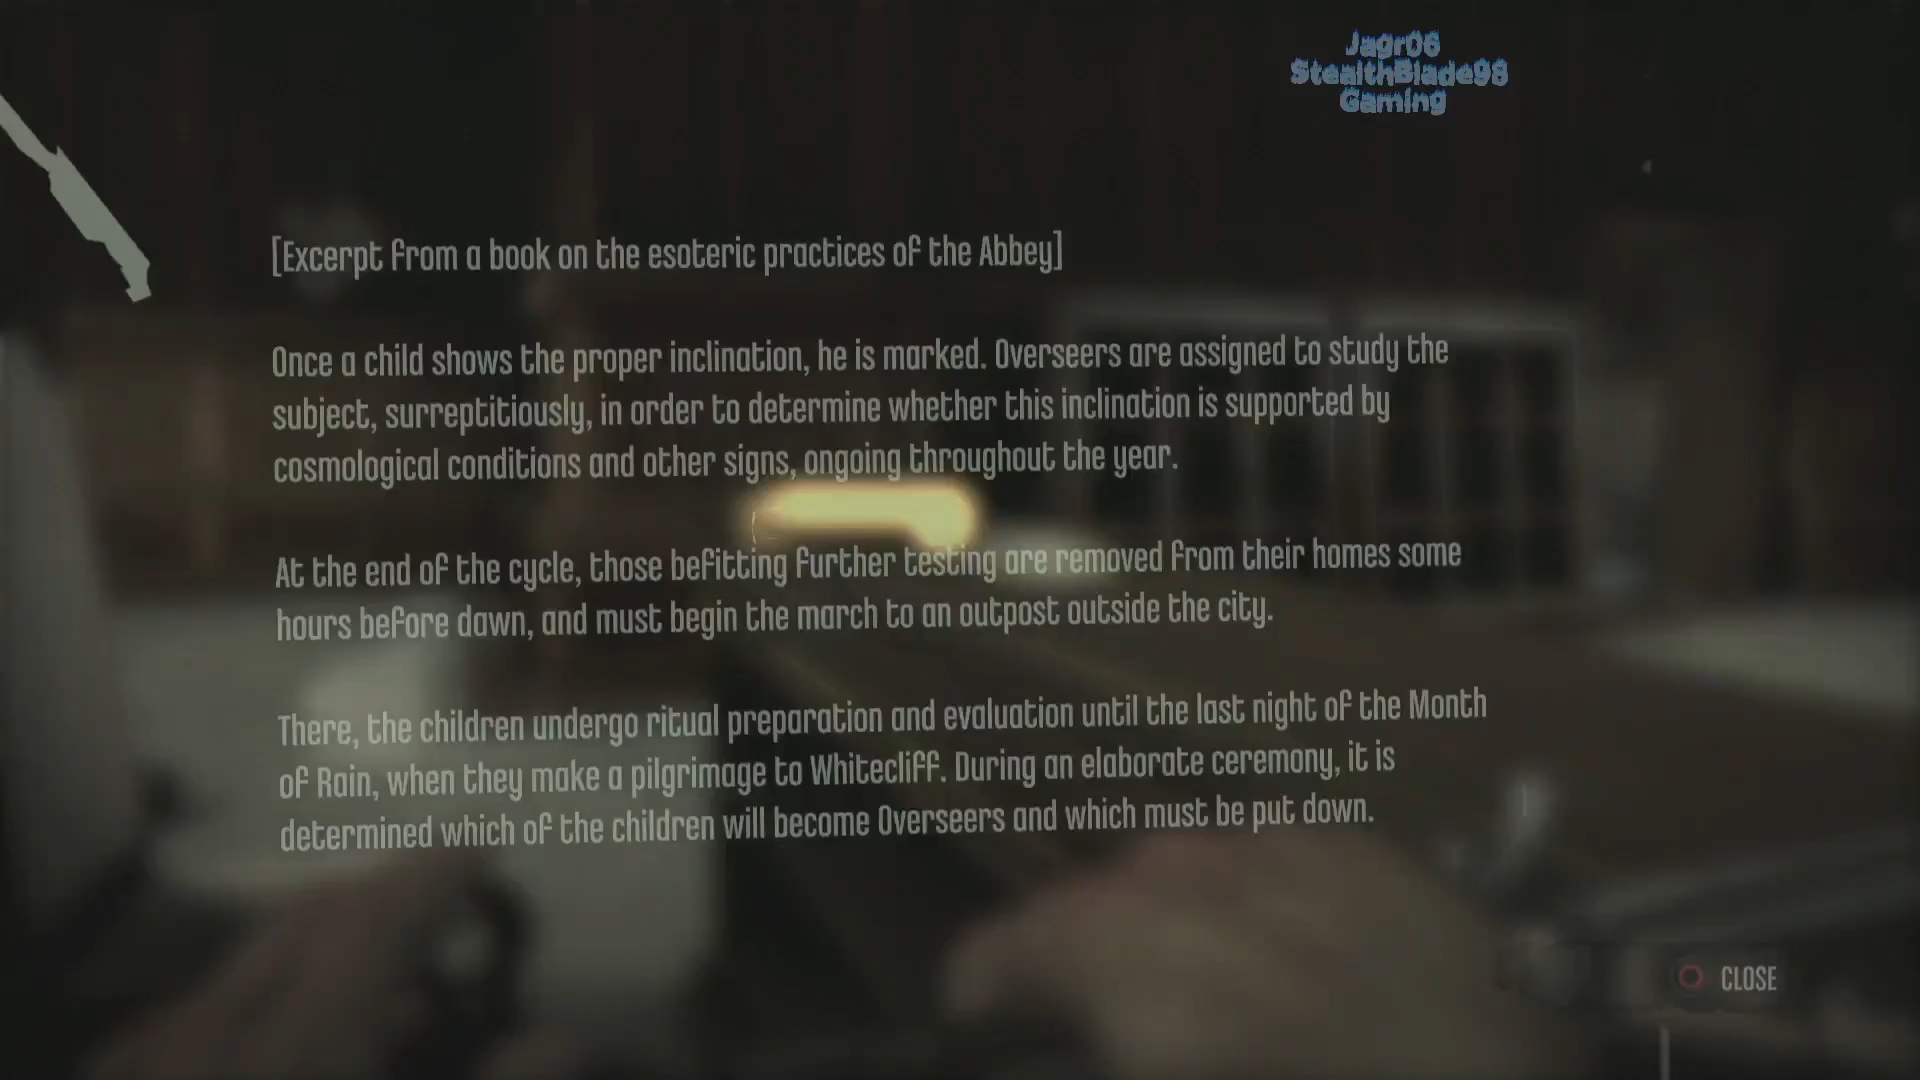 Jagr06
StealthBlade98
Gaming
[Excerpt from a book on the esoteric practices of the Abbey]
Once a child shows the proper inclination, he is marked. Overseers are assigned to study the
subject, surreptitiously, in order to determine whether this inclination is supported by
cosmological conditions and other signs, ongoing throughout the year.
At the end of the cycle, those befitting further testing are removed from their homes some
hours before dawn, and must begin the march to an outpost outside the city.
There, the children undergo ritual preparation and evaluation until the last night of the Month
of Rain, when they make a pilgrimage to Whitecliff. During an elaborate ceremony, it is
determined which of the children will become Overseers and which must be put down.
CLOSE